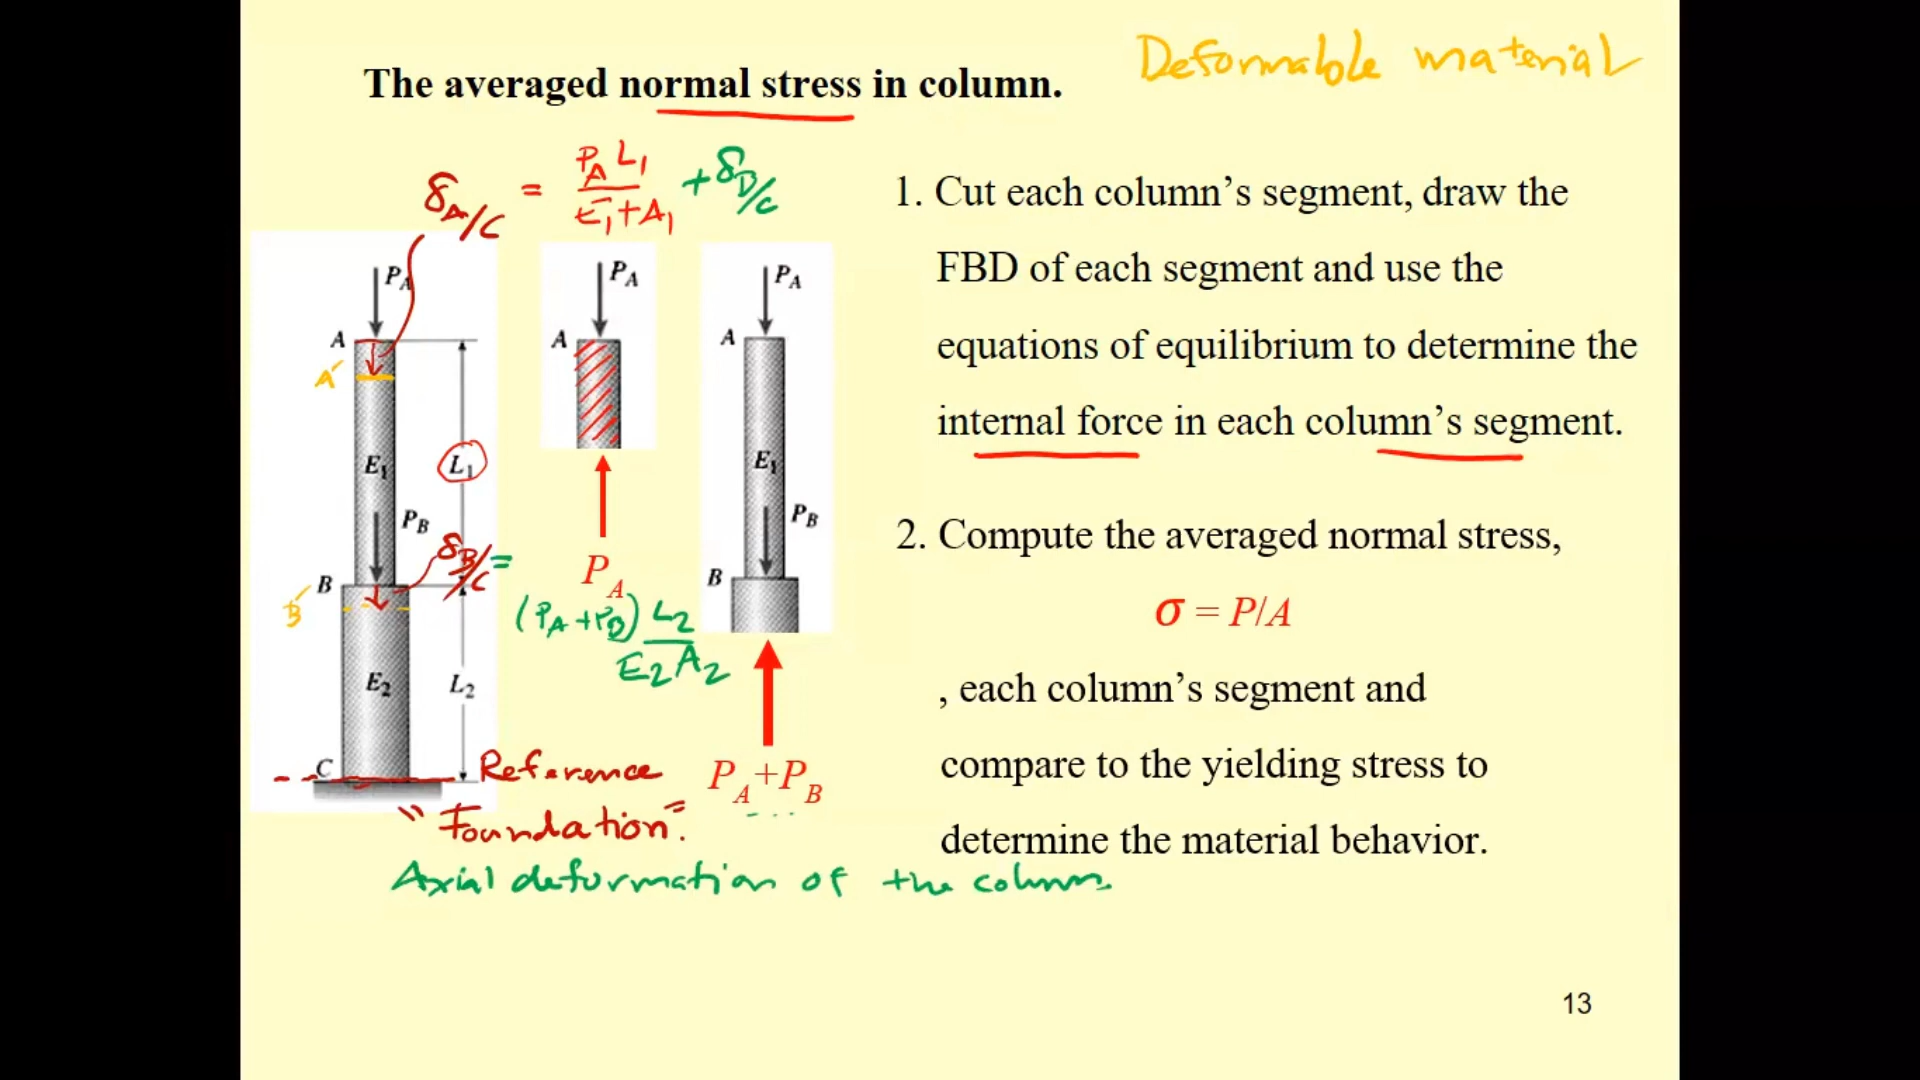 Deformable material
The averaged normal stress in column.
δA/C = PA L1 / E1+A1 + δB/C
1. Cut each column’s segment, draw the
FBD of each segment and use the
equations of equilibrium to determine the
internal force in each column’s segment.
2. Compute the averaged normal stress,
σ = P/A
, each column’s segment and
compare to the yielding stress to
determine the material behavior.
PA
A
A′
E1
L1
PB
B
B′
δB/C =
(PA+PB) L2 / E2 A2
E2
L2
C
Reference
"Foundation".
PA
A
PA
PA
A
E1
PB
B
PA+PB
Axial deformation of the column
13